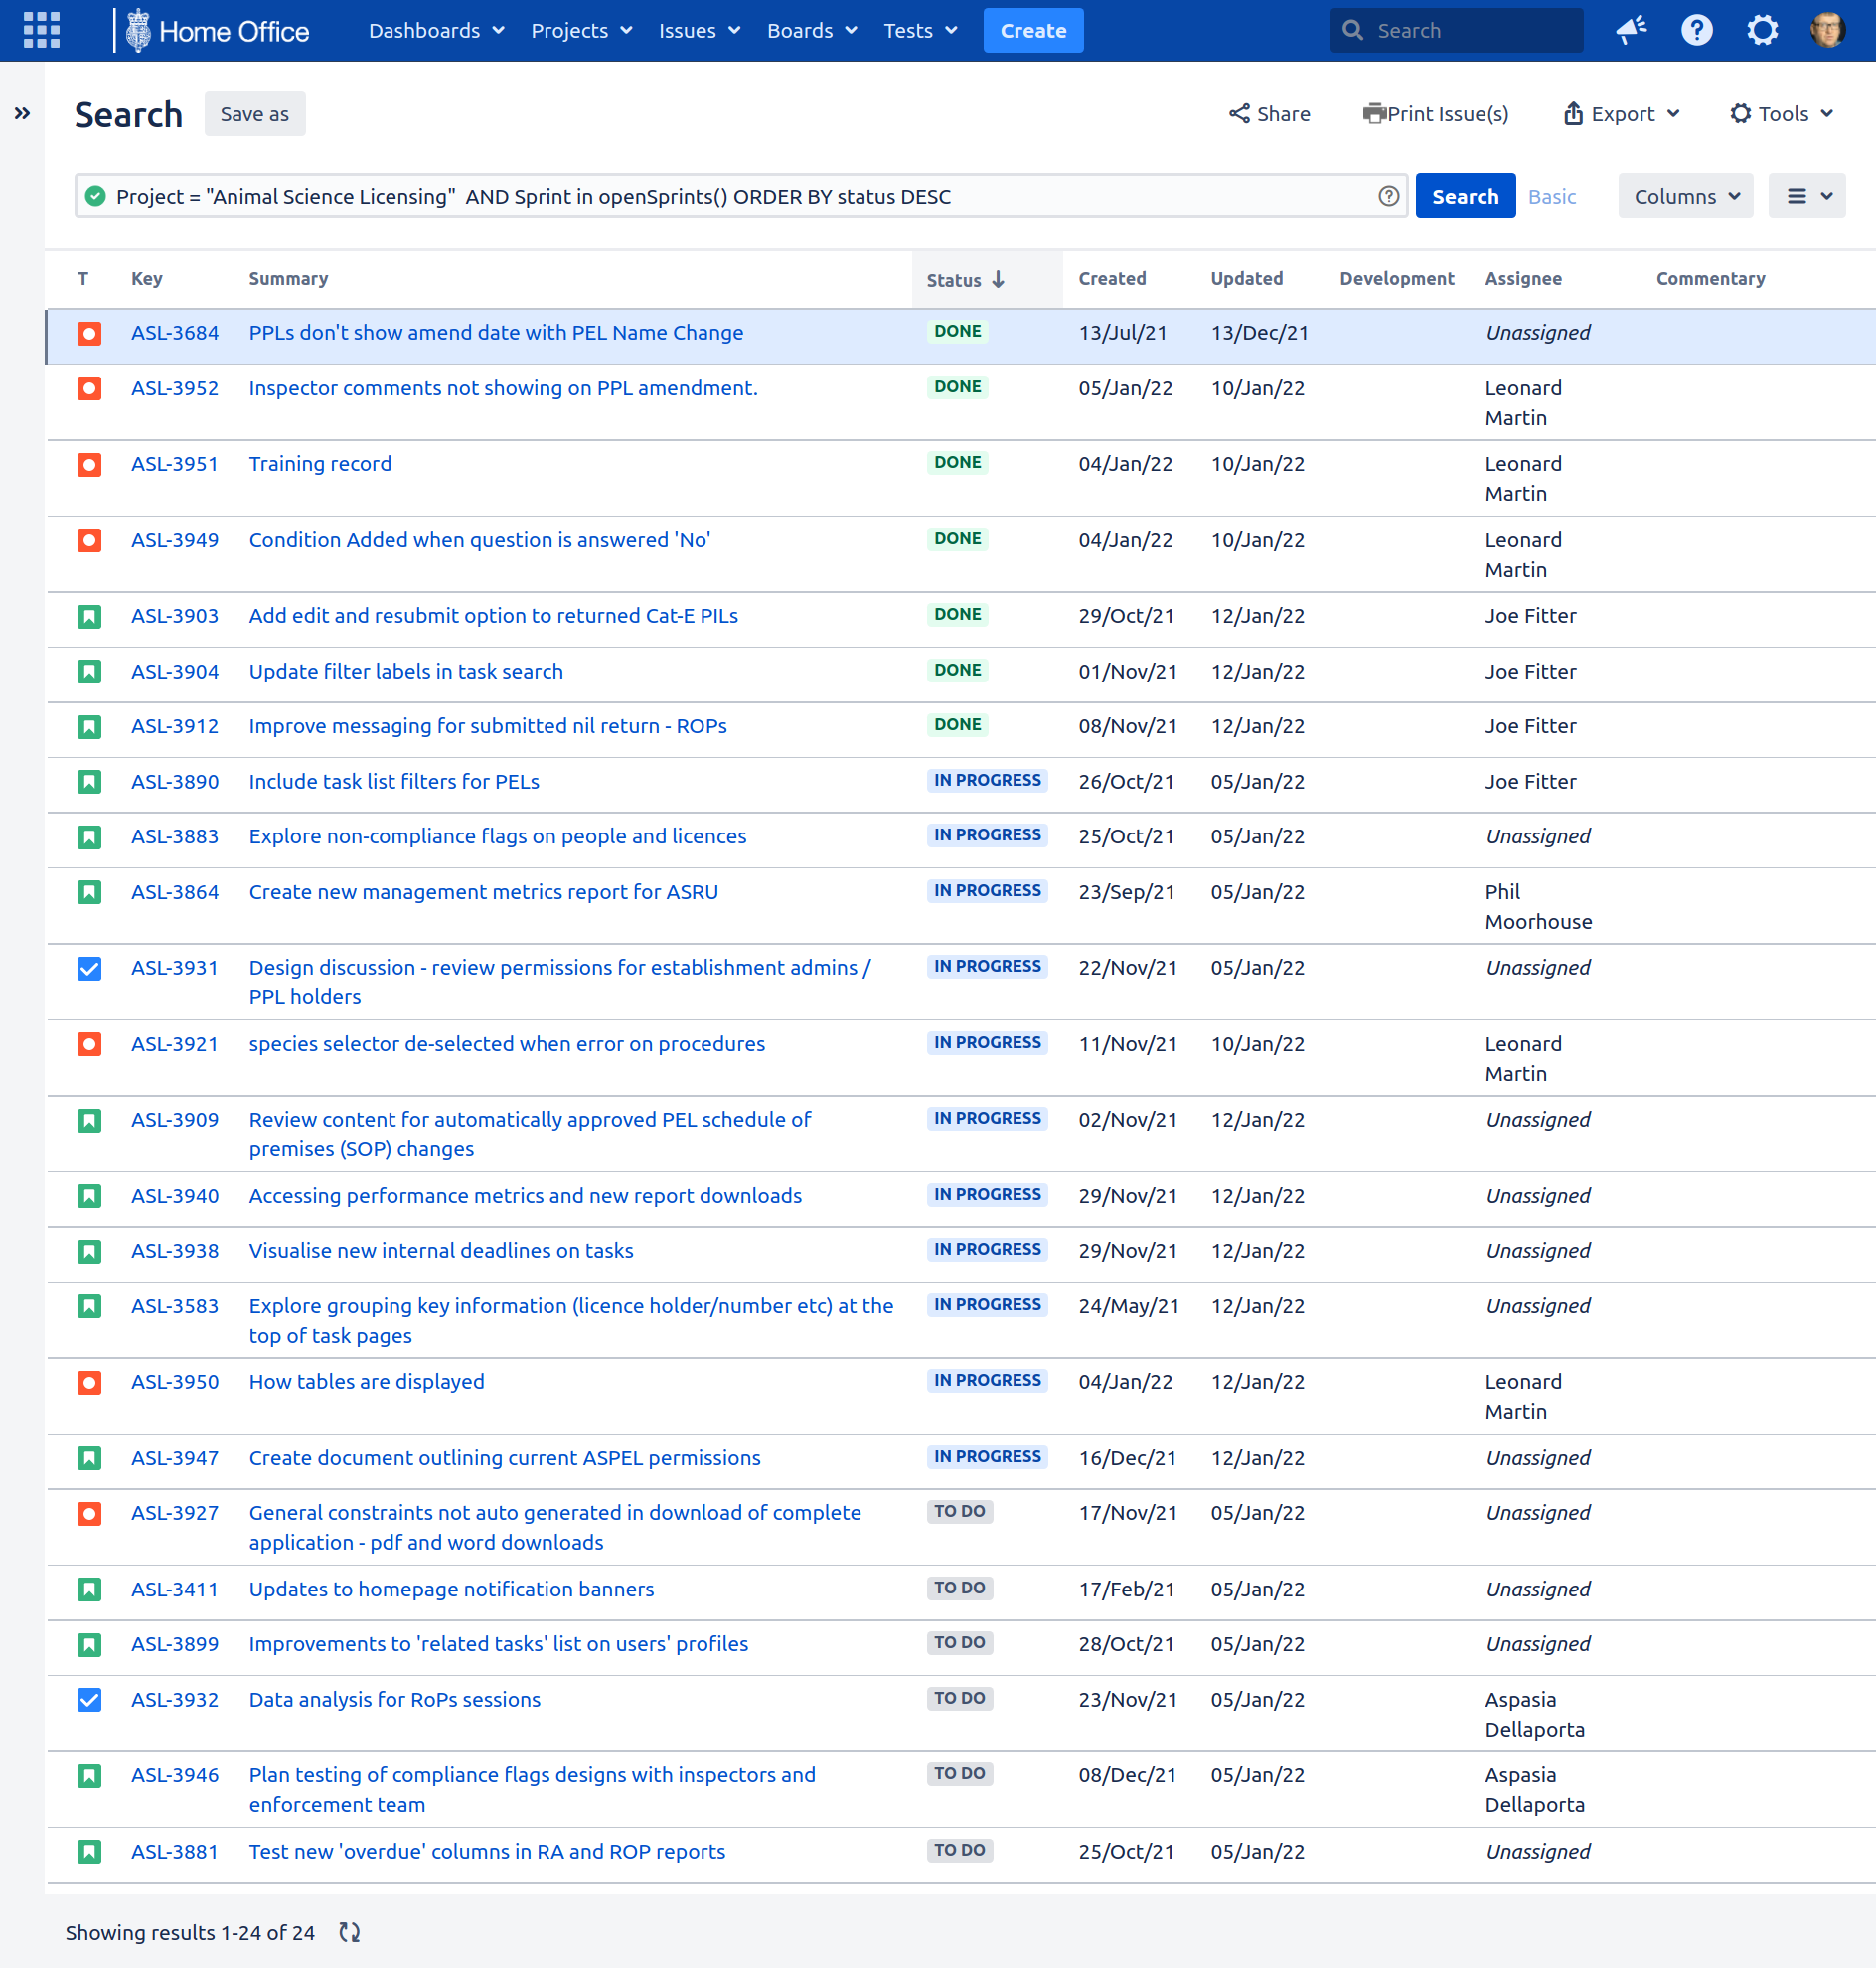 Home Office Dashboards Projects Issues Boards Tests Create Search
Search Save as Share Print Issue(s) Export Tools
Project = "Animal Science Licensing"  AND Sprint in openSprints() ORDER BY status DESC Search Basic Columns
T Key Summary Status Created Updated Development Assignee Commentary
ASL-3684 PPLs don't show amend date with PEL Name Change DONE 13/Jul/21 13/Dec/21 Unassigned
ASL-3952 Inspector comments not showing on PPL amendment. DONE 05/Jan/22 10/Jan/22 Leonard
Martin
ASL-3951 Training record DONE 04/Jan/22 10/Jan/22 Leonard
Martin
ASL-3949 Condition Added when question is answered 'No' DONE 04/Jan/22 10/Jan/22 Leonard
Martin
ASL-3903 Add edit and resubmit option to returned Cat-E PILs DONE 29/Oct/21 12/Jan/22 Joe Fitter
ASL-3904 Update filter labels in task search DONE 01/Nov/21 12/Jan/22 Joe Fitter
ASL-3912 Improve messaging for submitted nil return - ROPs DONE 08/Nov/21 12/Jan/22 Joe Fitter
ASL-3890 Include task list filters for PELs IN PROGRESS 26/Oct/21 05/Jan/22 Joe Fitter
ASL-3883 Explore non-compliance flags on people and licences IN PROGRESS 25/Oct/21 05/Jan/22 Unassigned
ASL-3864 Create new management metrics report for ASRU IN PROGRESS 23/Sep/21 05/Jan/22 Phil
Moorhouse
ASL-3931 Design discussion - review permissions for establishment admins / IN PROGRESS 22/Nov/21 05/Jan/22 Unassigned
PPL holders
ASL-3921 species selector de-selected when error on procedures IN PROGRESS 11/Nov/21 10/Jan/22 Leonard
Martin
ASL-3909 Review content for automatically approved PEL schedule of IN PROGRESS 02/Nov/21 12/Jan/22 Unassigned
premises (SOP) changes
ASL-3940 Accessing performance metrics and new report downloads IN PROGRESS 29/Nov/21 12/Jan/22 Unassigned
ASL-3938 Visualise new internal deadlines on tasks IN PROGRESS 29/Nov/21 12/Jan/22 Unassigned
ASL-3583 Explore grouping key information (licence holder/number etc) at the IN PROGRESS 24/May/21 12/Jan/22 Unassigned
top of task pages
ASL-3950 How tables are displayed IN PROGRESS 04/Jan/22 12/Jan/22 Leonard
Martin
ASL-3947 Create document outlining current ASPEL permissions IN PROGRESS 16/Dec/21 12/Jan/22 Unassigned
ASL-3927 General constraints not auto generated in download of complete TO DO 17/Nov/21 05/Jan/22 Unassigned
application - pdf and word downloads
ASL-3411 Updates to homepage notification banners TO DO 17/Feb/21 05/Jan/22 Unassigned
ASL-3899 Improvements to 'related tasks' list on users' profiles TO DO 28/Oct/21 05/Jan/22 Unassigned
ASL-3932 Data analysis for RoPs sessions TO DO 23/Nov/21 05/Jan/22 Aspasia
Dellaporta
ASL-3946 Plan testing of compliance flags designs with inspectors and TO DO 08/Dec/21 05/Jan/22 Aspasia
enforcement team Dellaporta
ASL-3881 Test new 'overdue' columns in RA and ROP reports TO DO 25/Oct/21 05/Jan/22 Unassigned
Showing results 1-24 of 24